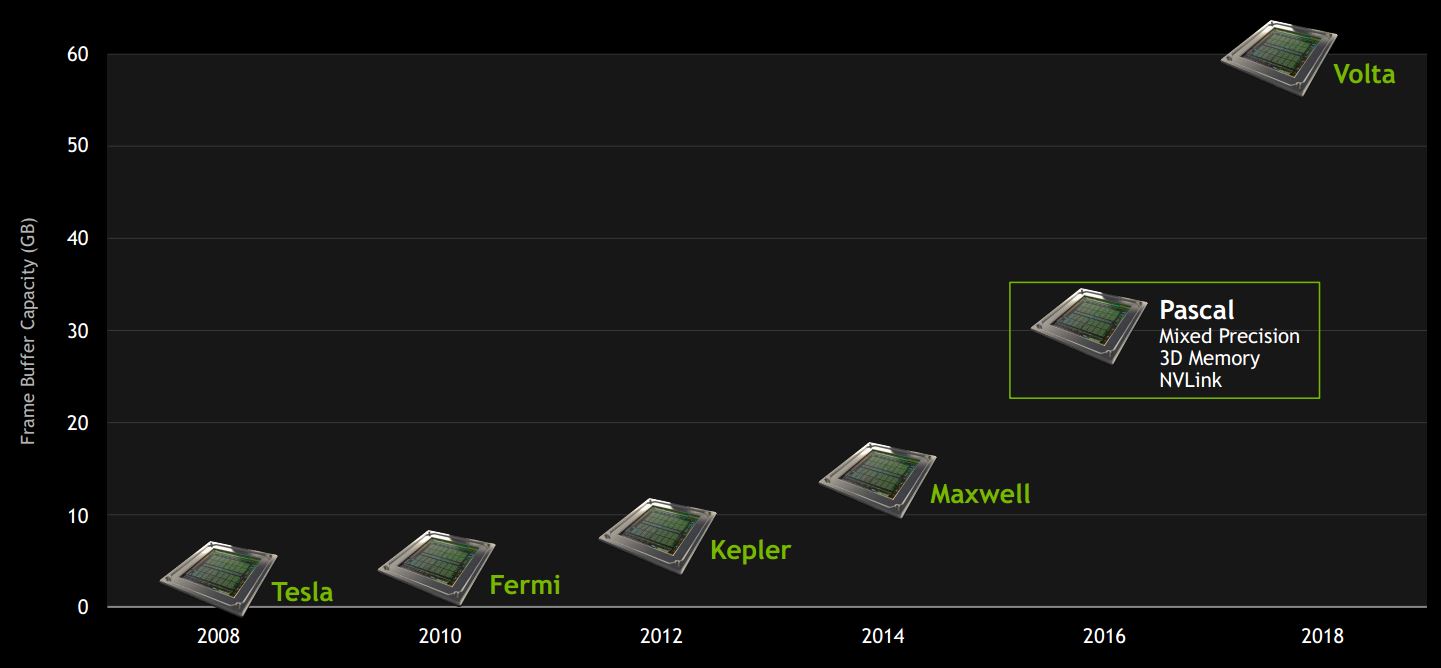 60
50
40
30
20
10
0
Frame Buffer Capacity (GB)
Volta
Pascal
Mixed Precision
3D Memory
NVLink
Maxwell
Kepler
Fermi
Tesla
2008 2010 2012 2014 2016 2018